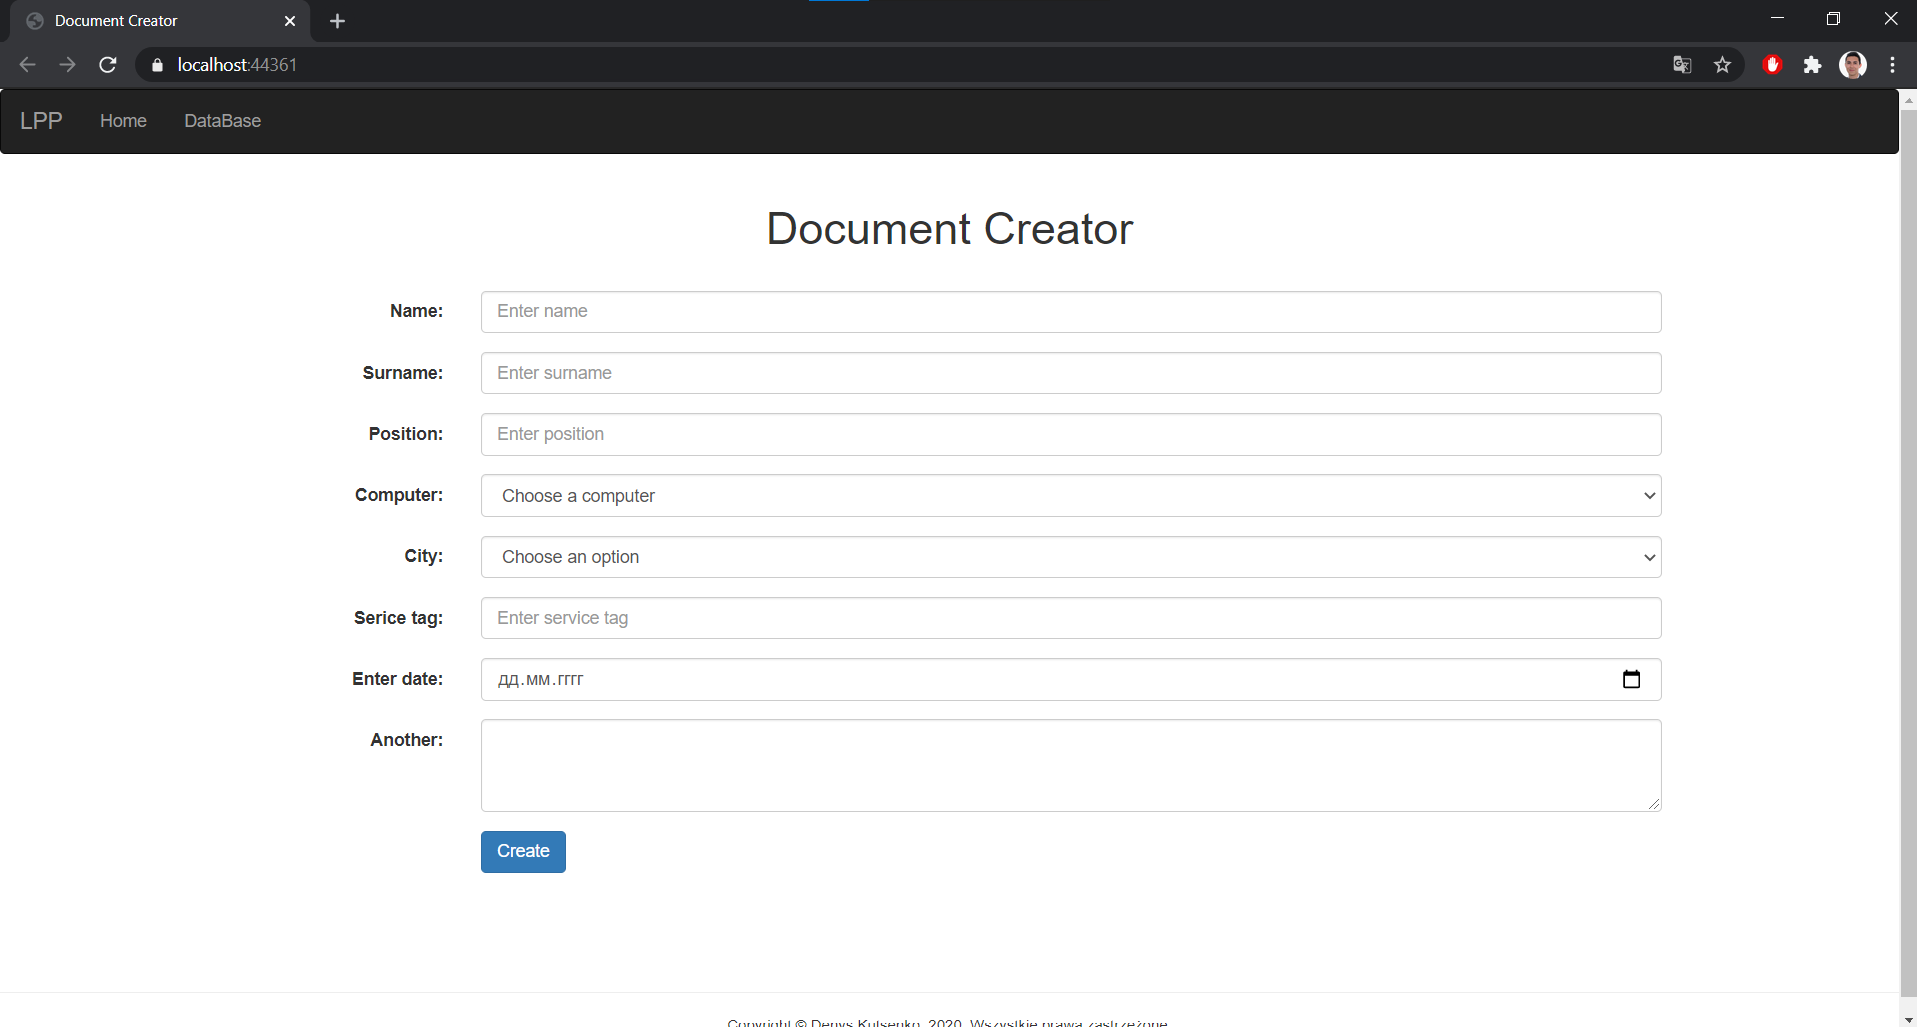 Document Creator
localhost:44361
LPP Home DataBase
Document Creator
Name: Enter name
Surname: Enter surname
Position: Enter position
Computer: Choose a computer
City: Choose an option
Serice tag: Enter service tag
Enter date: дд.мм.гггг
Another:
Create
Copyright © Denys Kutsenko, 2020. Wszystkie prawa zastrzeżone